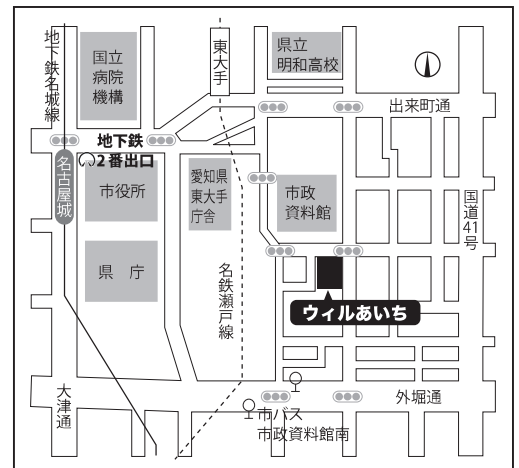 地下鉄名城線
国立
病院
機構
東大手
県立
明和高校
出来町通
地下鉄
2番出口
名古屋城
市役所
愛知県
東大手
庁舎
市政
資料館
国道41号
県 庁
名鉄瀬戸線
ウィルあいち
大津通
外堀通
市バス
市政資料館南